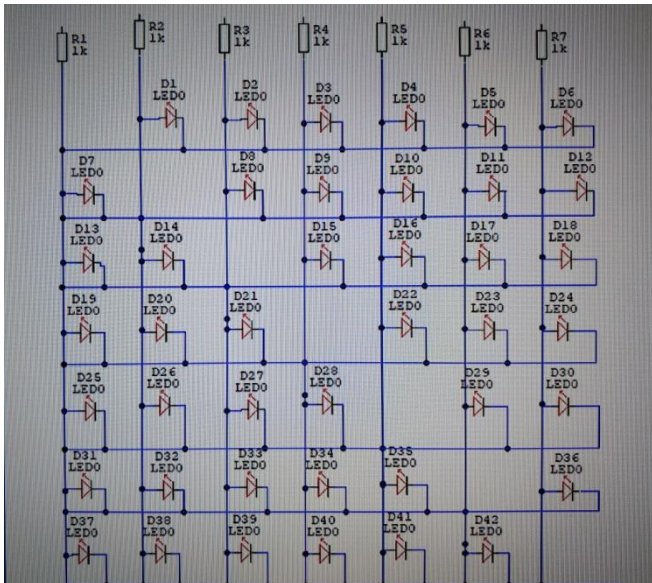 R1
1k
R2
1k
R3
1k
R4
1k
R5
1k
R6
1k
R7
1k
D1
LED0
D2
LED0
D3
LED0
D4
LED0
D5
LED0
D6
LED0
D7
LED0
D8
LED0
D9
LED0
D10
LED0
D11
LED0
D12
LED0
D13
LED0
D14
LED0
D15
LED0
D16
LED0
D17
LED0
D18
LED0
D19
LED0
D20
LED0
D21
LED0
D22
LED0
D23
LED0
D24
LED0
D25
LED0
D26
LED0
D27
LED0
D28
LED0
D29
LED0
D30
LED0
D31
LED0
D32
LED0
D33
LED0
D34
LED0
D35
LED0
D36
LED0
D37
LED0
D38
LED0
D39
LED0
D40
LED0
D41
LED0
D42
LED0